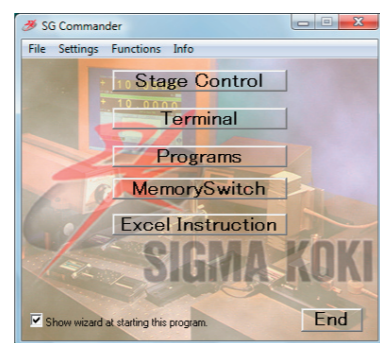 SG Commander
File Settings Functions Info
Stage Control
Terminal
Programs
MemorySwitch
Excel Instruction
SIGMA KOKI
Show wizard at starting this program.
End